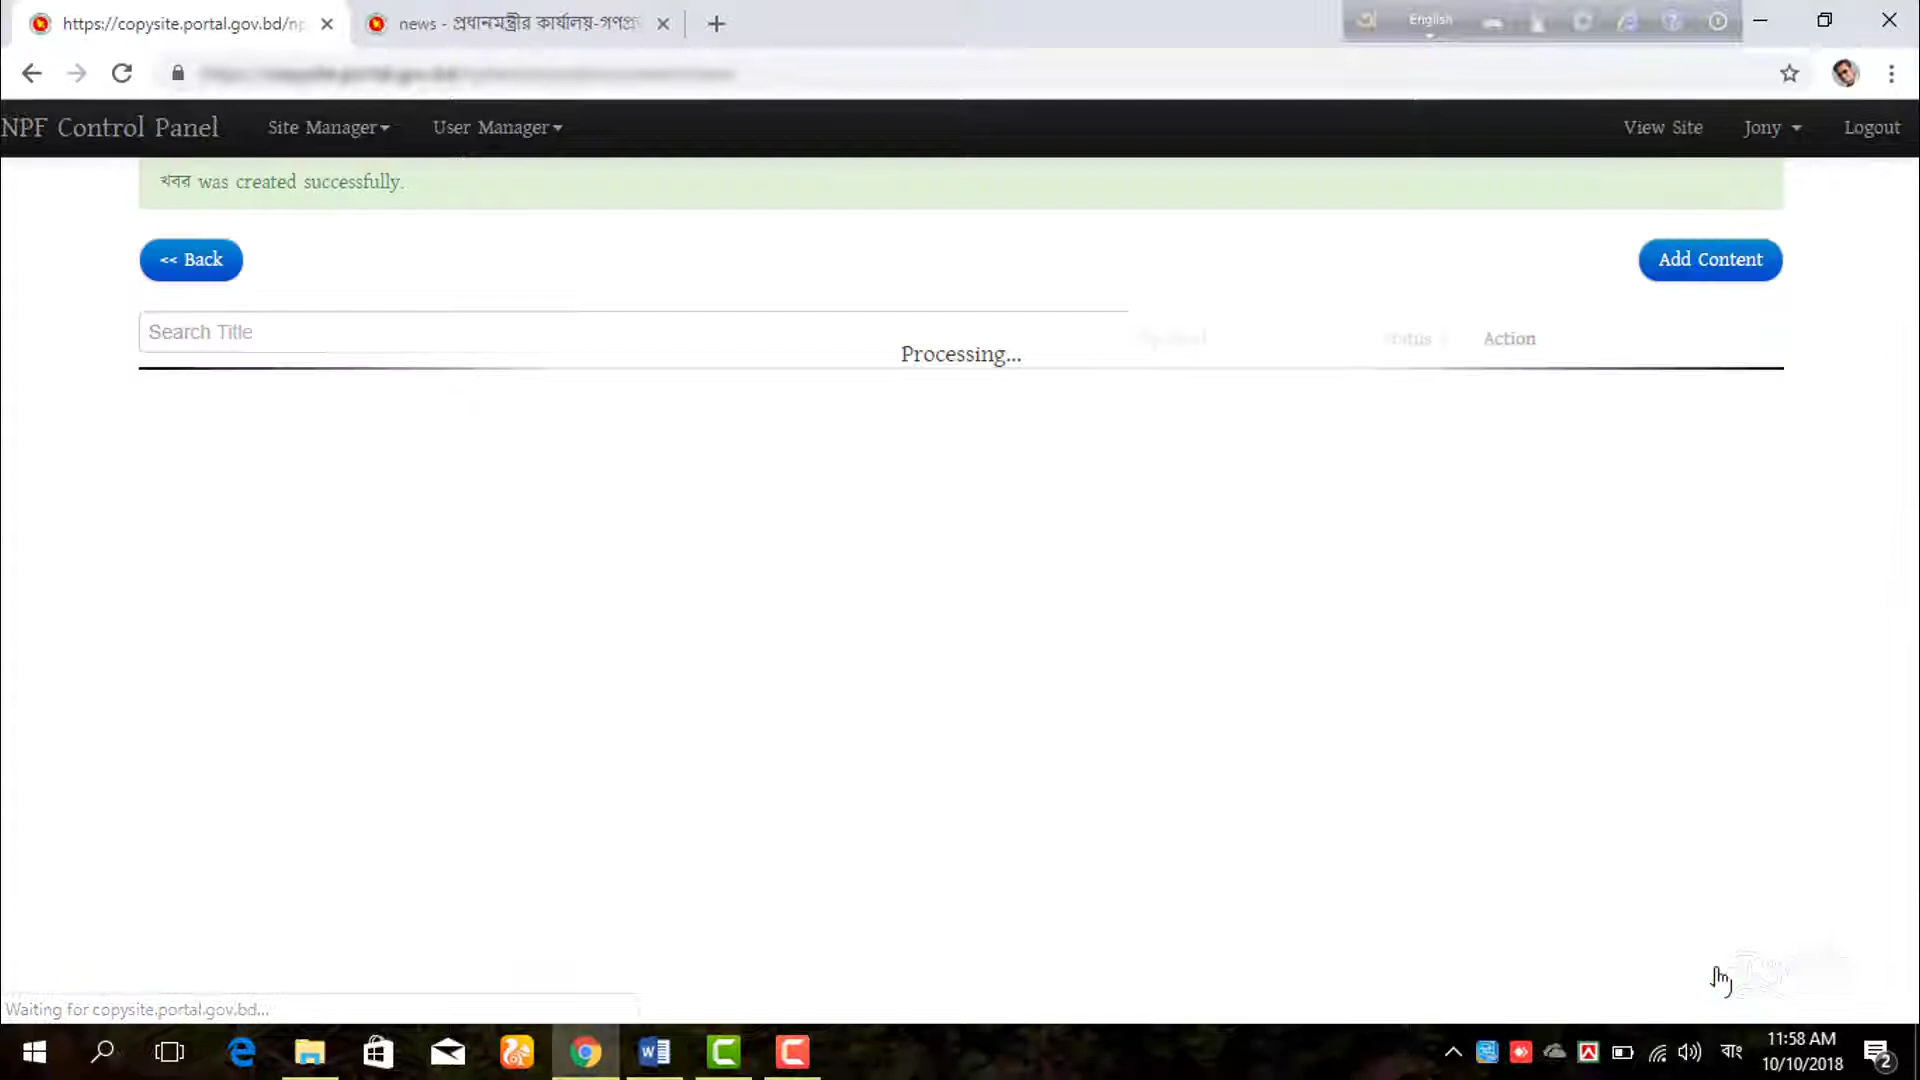 https://copysite.portal.gov.bd/np
news - প্রধানমন্ত্রীর কার্যালয়-গণপ্র
English
NPF Control Panel
Site Manager
User Manager
View Site
Jony
Logout
খবর was created successfully.
<< Back
Add Content
Search Title
Status
Action
Processing...
Waiting for copysite.portal.gov.bd...
বাং
11:58 AM
10/10/2018
2